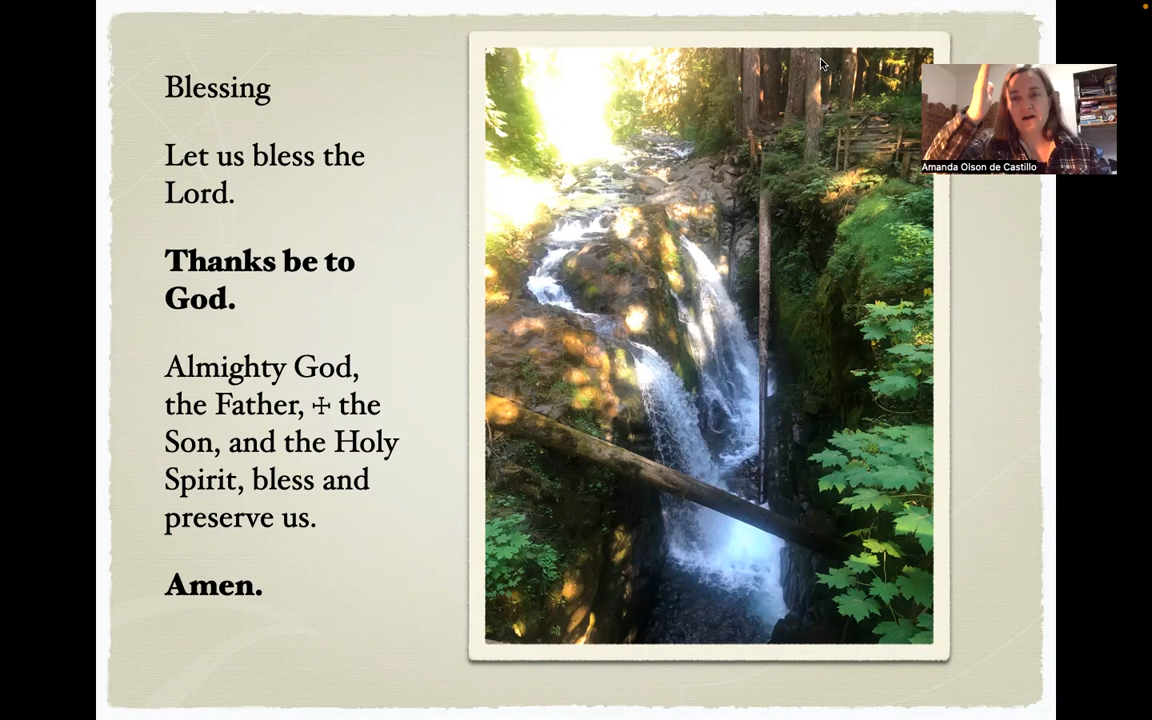 Blessing
Let us bless the
Lord.
Thanks be to
God.
Almighty God,
the Father, ☩ the
Son, and the Holy
Spirit, bless and
preserve us.
Amen.
Amanda Olson de Castillo